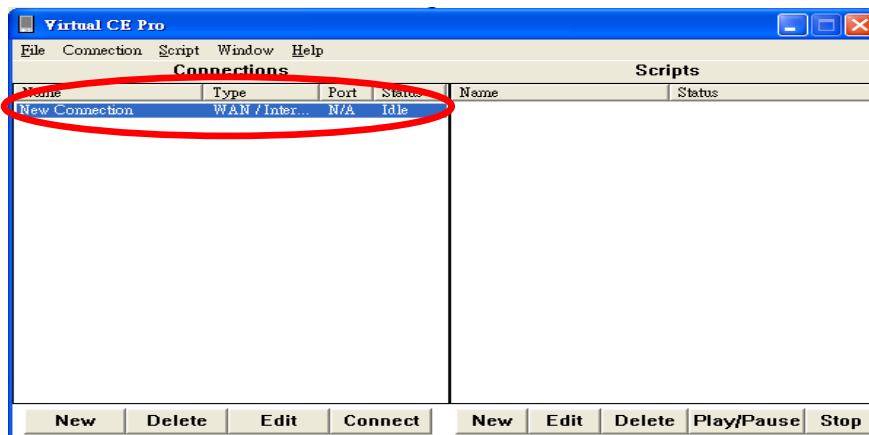 Virtual CE Pro
File Connection Script Window Help
Connections Scripts
Name Type Port Status Name Status
New Connection WAN / Inter... N/A Idle
New Delete Edit Connect New Edit Delete Play/Pause Stop